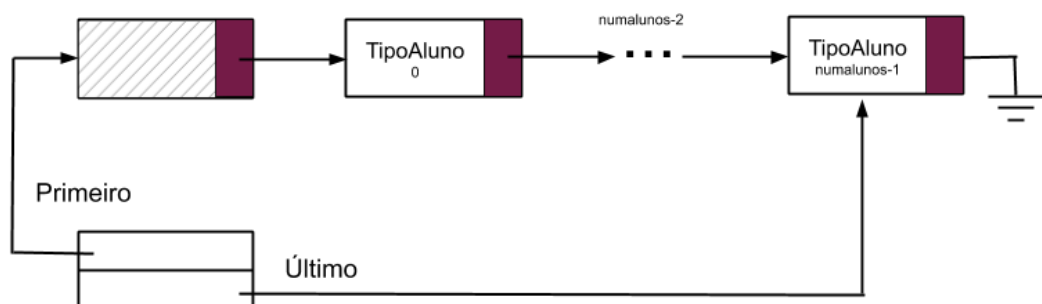 numalunos-2
TipoAluno
0
TipoAluno
numalunos-1
Primeiro
Último